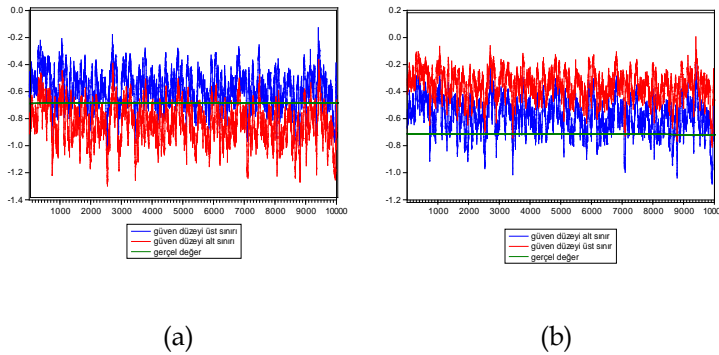 0.0
-0.2
-0.4
-0.6
-0.8
-1.0
-1.2
-1.4
1000 2000 3000 4000 5000 6000 7000 8000 9000 10000
güven düzeyi üst sınırı
güven düzeyi alt sınırı
gerçel değer
(a)
0.2
0.0
-0.2
-0.4
-0.6
-0.8
-1.0
-1.2
1000 2000 3000 4000 5000 6000 7000 8000 9000 10000
güven düzeyi alt sınır
güven düzeyi üst sınır
gerçel değer
(b)